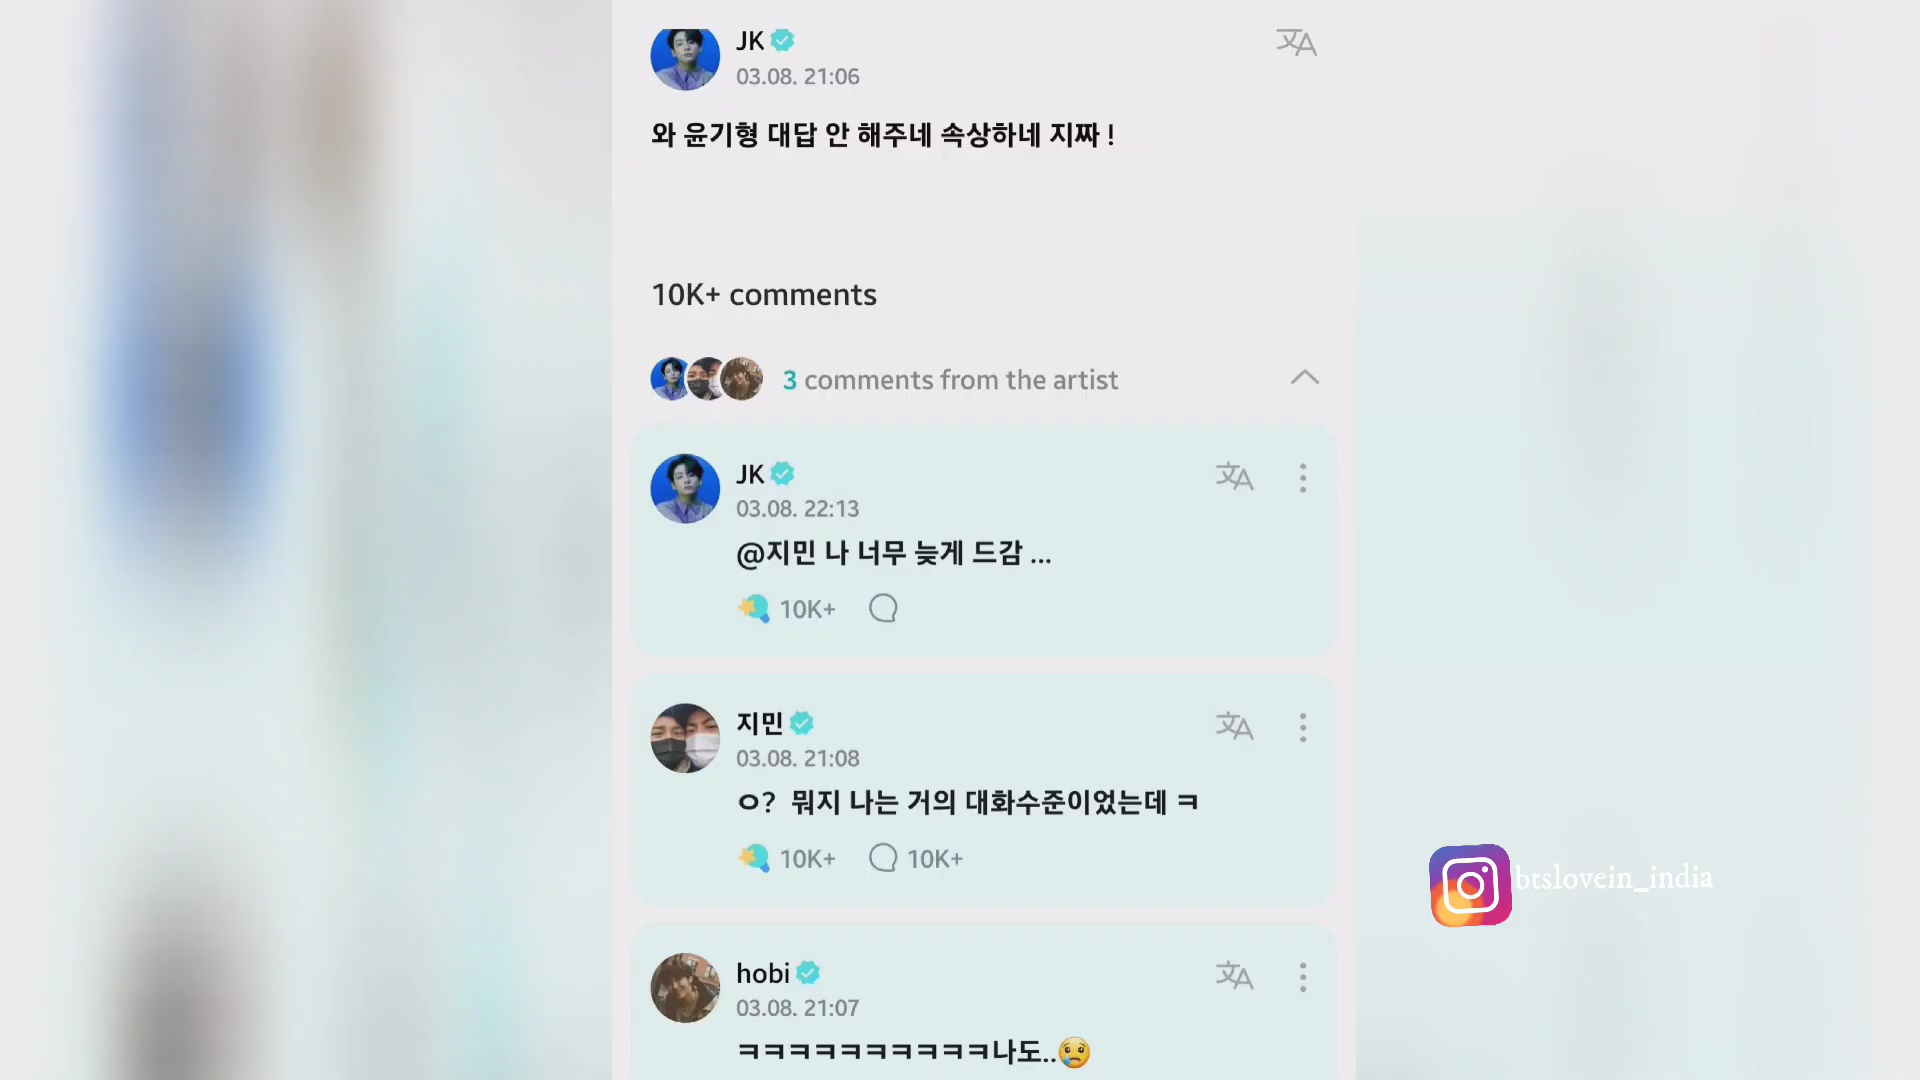 JK
03.08. 21:06
와 윤기형 대답 안 해주네 속상하네 지짜 !
10K+ comments
3 comments from the artist
JK
03.08. 22:13
@지민 나 너무 늦게 드감 ...
10K+
지민
03.08. 21:08
ㅇ? 뭐지 나는 거의 대화수준이었는데 ㅋ
10K+ 10K+
hobi
03.08. 21:07
ㅋㅋㅋㅋㅋㅋㅋㅋㅋㅋ나도..😢
btslovein_india